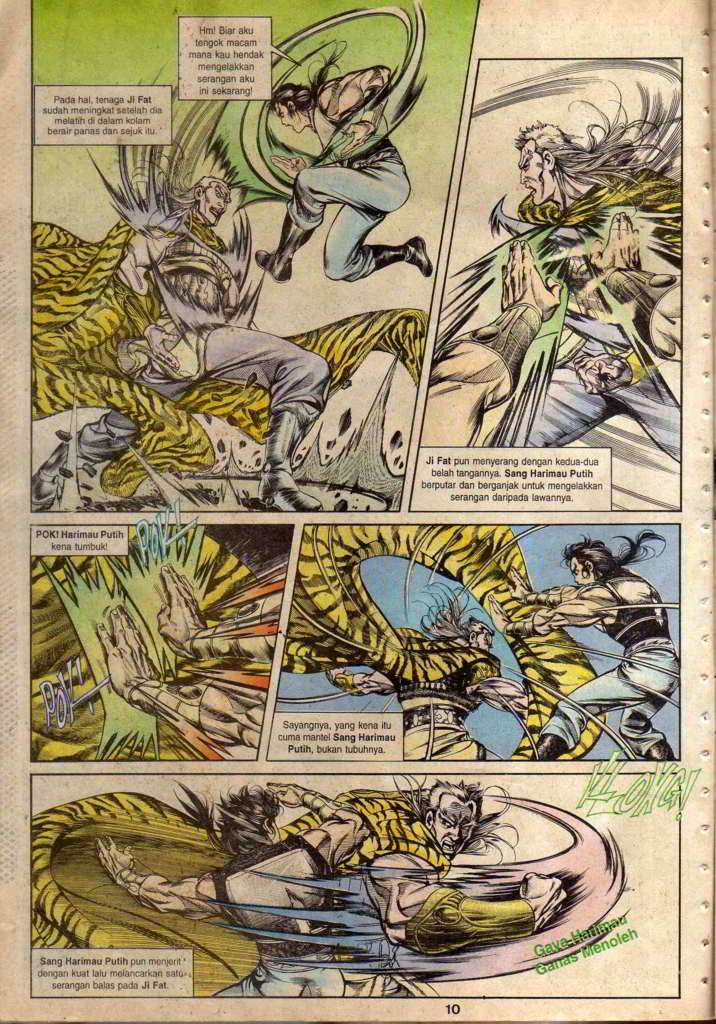 Hm! Biar aku
tengok macam
mana kau hendak
mengelakkan
serangan aku
ini sekarang!
Pada hal, tenaga Ji Fat
sudah meningkat setelah dia
melatih di dalam kolam
berair panas dan sejuk itu.
Ji Fat pun menyerang dengan kedua-dua
belah tangannya. Sang Harimau Putih
berputar dan berganjak untuk mengelakkan
serangan daripada lawannya.
POK! Harimau Putih
kena tumbuk!
POK!
POK!
Sayangnya, yang kena itu
cuma mantel Sang Harimau
Putih, bukan tubuhnya.
Sang Harimau Putih pun menjerit
dengan kuat lalu melancarkan satu
serangan balas pada Ji Fat.
Gaya Harimau
Ganas Menoleh
10